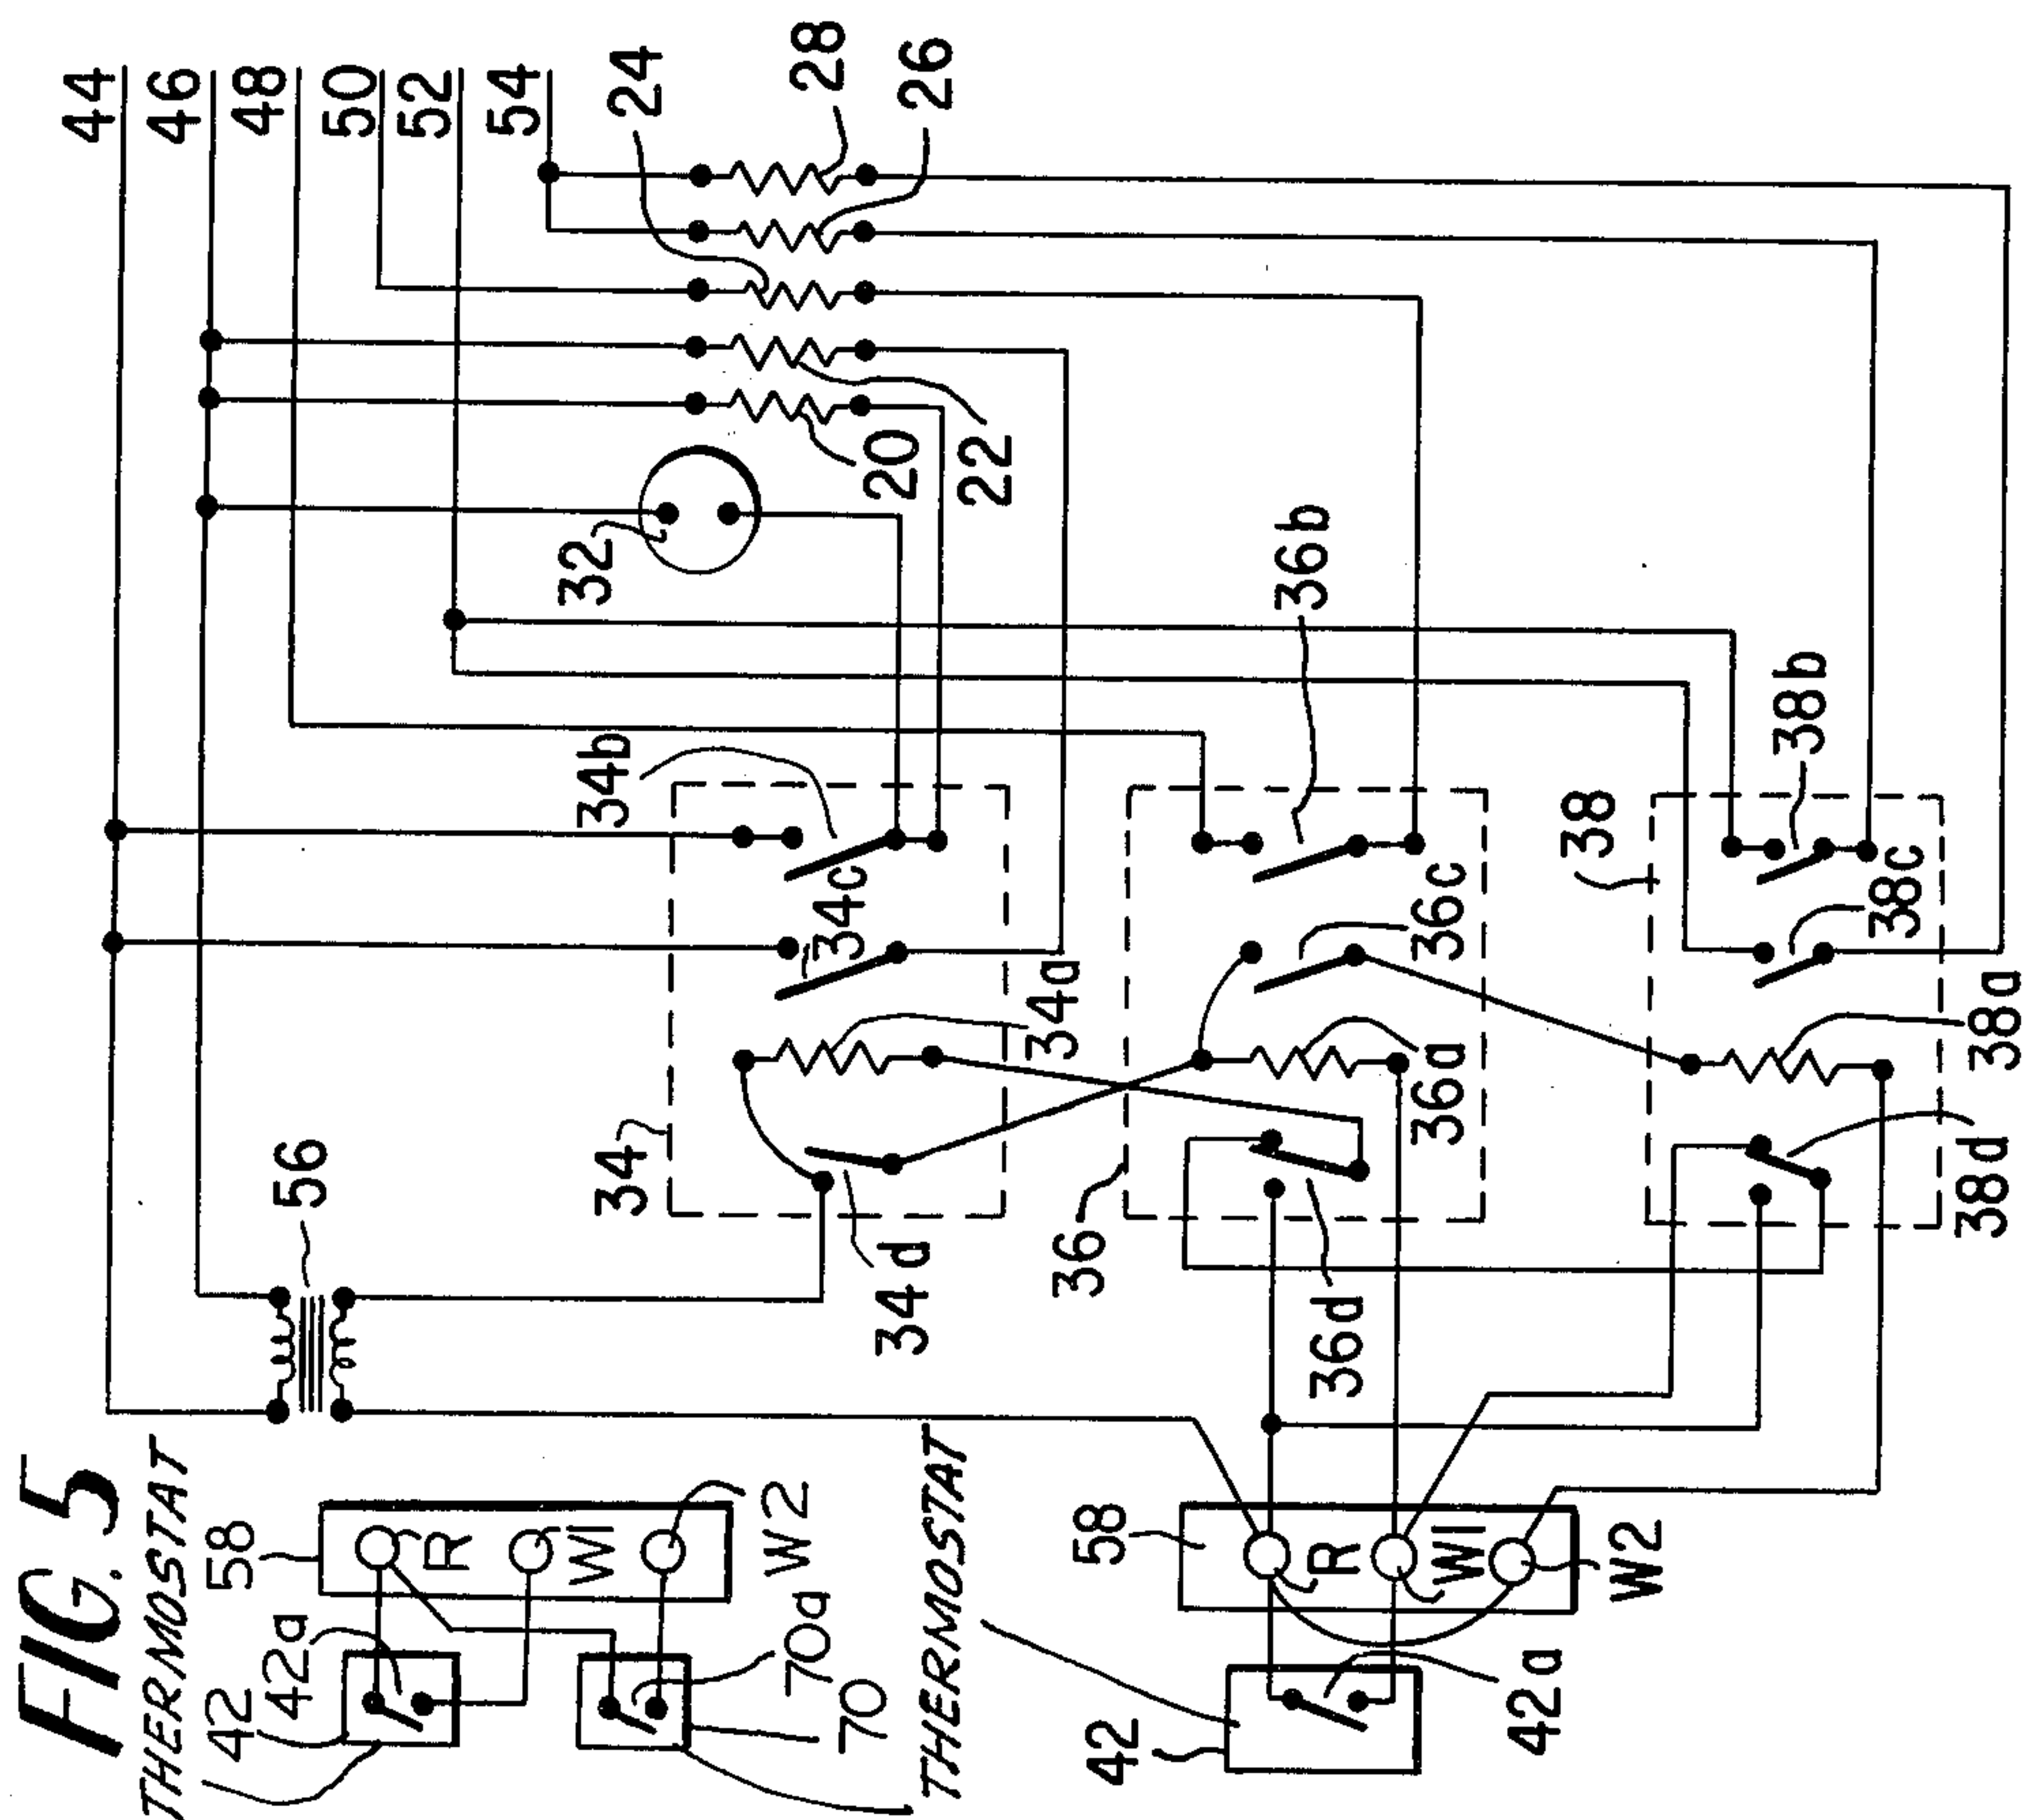 FIG. 5
THERMOSTAT
42
42a
58
R
W1
W2
70a
70
THERMOSTAT
42
42a
58
R
W1
W2
56
34
34d
34a
34c
34b
36
36d
36a
36c
36b
38
38d
38a
38c
38b
32
20
22
24
28
26
44
46
48
50
52
54